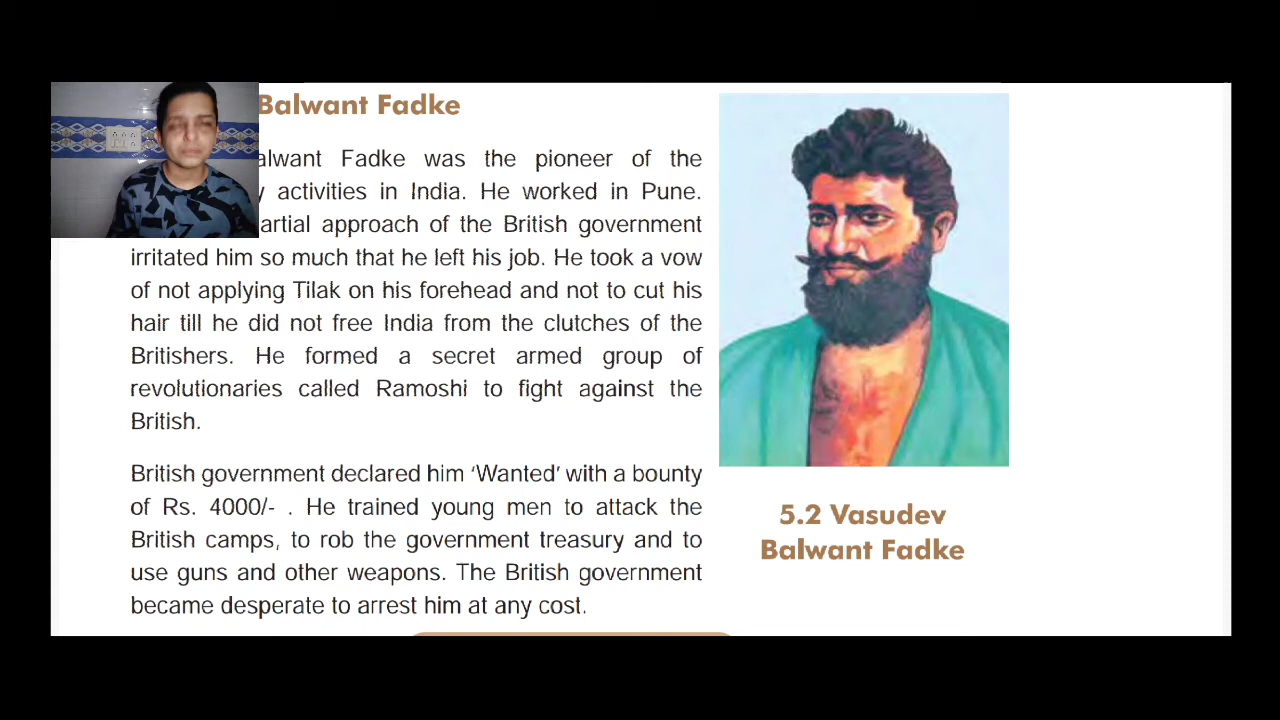 Balwant Fadke
alwant Fadke was the pioneer of the
y activities in India. He worked in Pune.
artial approach of the British government
irritated him so much that he left his job. He took a vow
of not applying Tilak on his forehead and not to cut his
hair till he did not free India from the clutches of the
Britishers. He formed a secret armed group of
revolutionaries called Ramoshi to fight against the
British.
British government declared him ‘Wanted’ with a bounty
of Rs. 4000/- . He trained young men to attack the
British camps, to rob the government treasury and to
use guns and other weapons. The British government
became desperate to arrest him at any cost.
5.2 Vasudev
Balwant Fadke